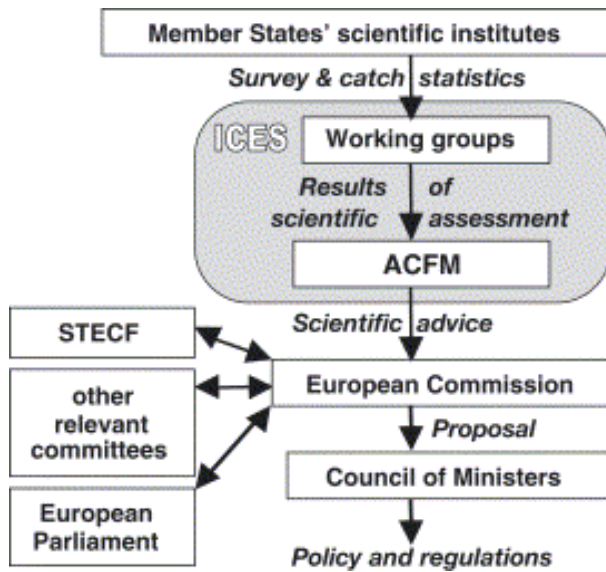 Member States' scientific institutes
Survey & catch statistics
ICES
Working groups
Results of
scientific assessment
ACFM
Scientific advice
STECF
European Commission
other
relevant
committees
Proposal
Council of Ministers
European
Parliament
Policy and regulations